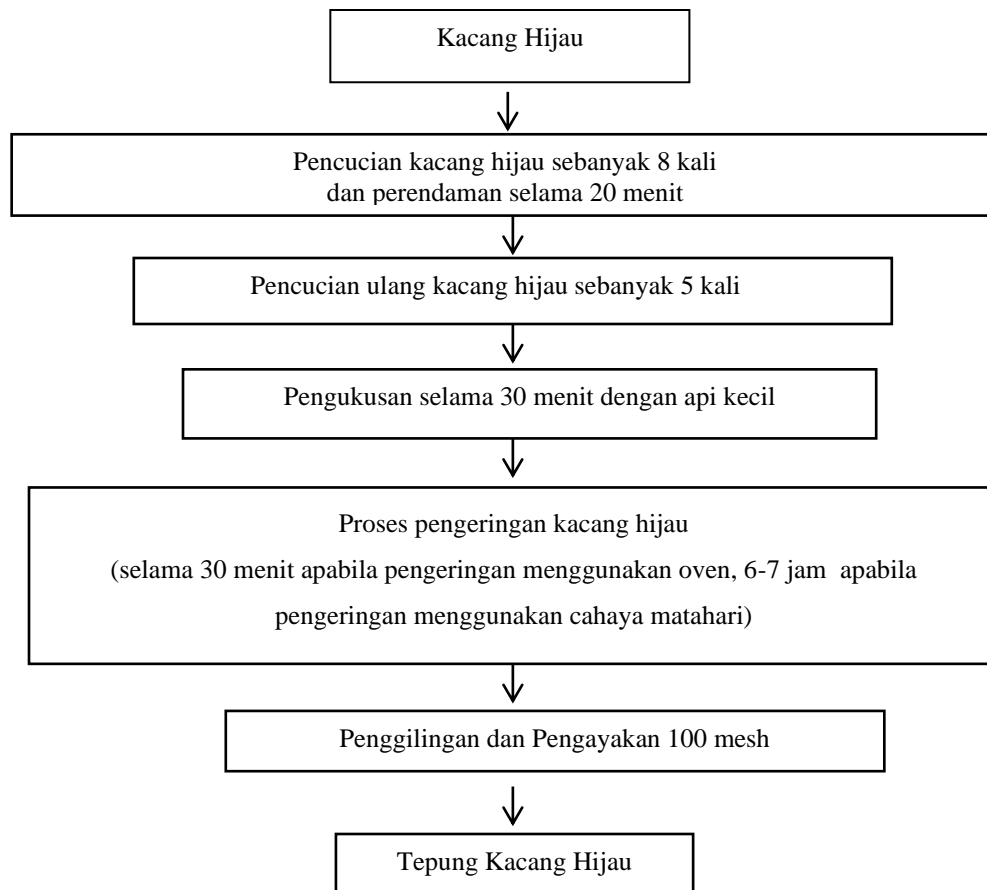 Kacang Hijau
Pencucian kacang hijau sebanyak 8 kali
dan perendaman selama 20 menit
Pencucian ulang kacang hijau sebanyak 5 kali
Pengukusan selama 30 menit dengan api kecil
Proses pengeringan kacang hijau
(selama 30 menit apabila pengeringan menggunakan oven, 6-7 jam apabila
pengeringan menggunakan cahaya matahari)
Penggilingan dan Pengayakan 100 mesh
Tepung Kacang Hijau